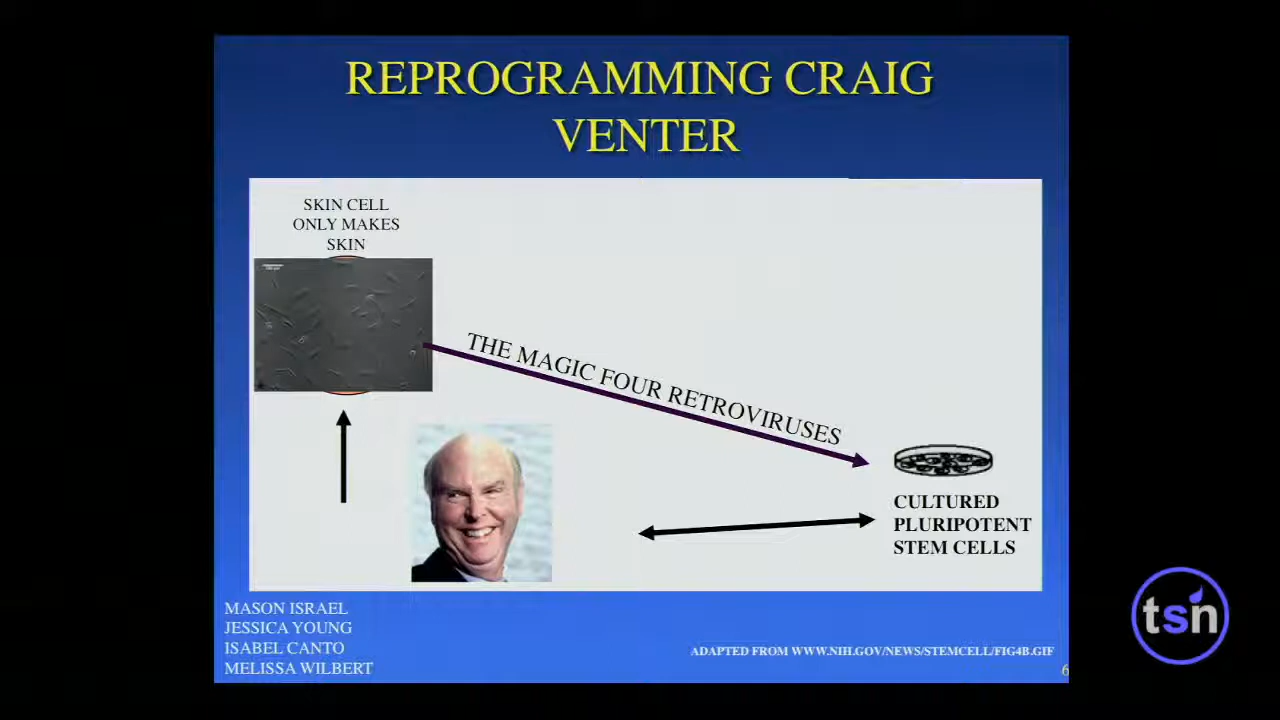 REPROGRAMMING CRAIG
VENTER
SKIN CELL
ONLY MAKES
SKIN
THE MAGIC FOUR RETROVIRUSES
CULTURED
PLURIPOTENT
STEM CELLS
MASON ISRAEL
JESSICA YOUNG
ISABEL CANTO
MELISSA WILBERT
ADAPTED FROM WWW.NIH.GOV/NEWS/STEMCELL/FIG4B.GIF
6
tsn